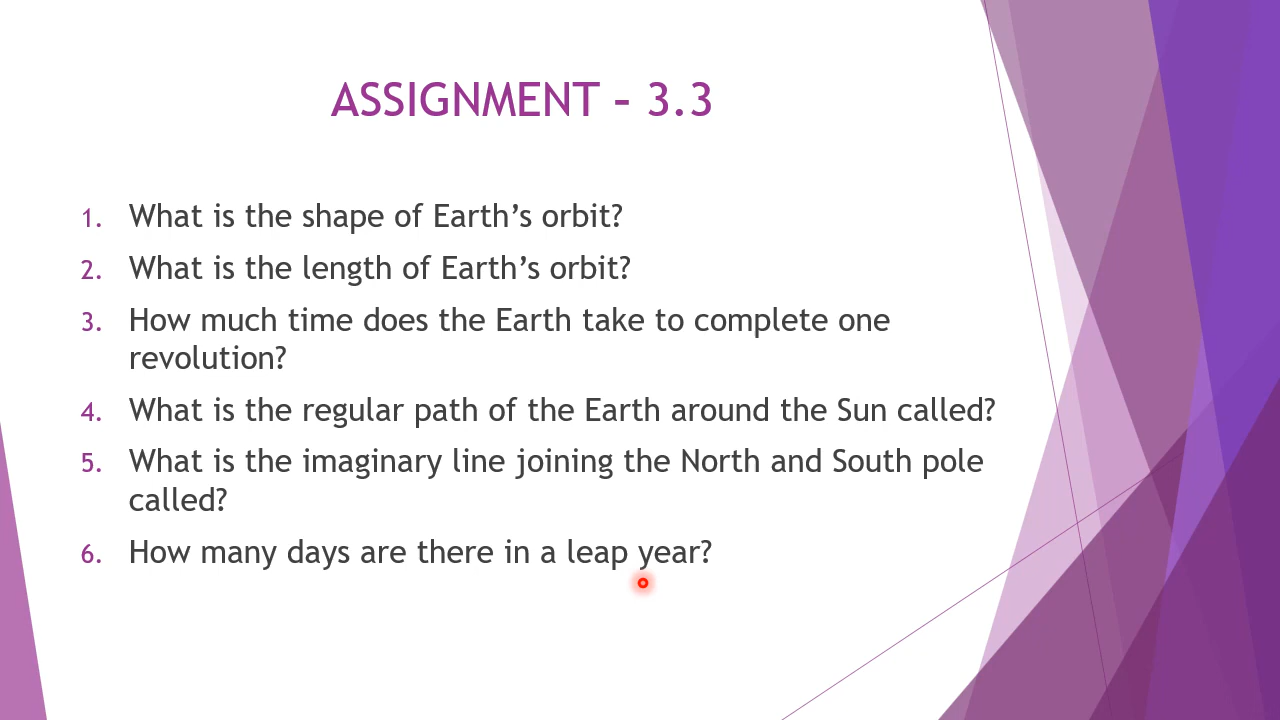 ASSIGNMENT – 3.3
1. What is the shape of Earth’s orbit?
2. What is the length of Earth’s orbit?
3. How much time does the Earth take to complete one
revolution?
4. What is the regular path of the Earth around the Sun called?
5. What is the imaginary line joining the North and South pole
called?
6. How many days are there in a leap year?